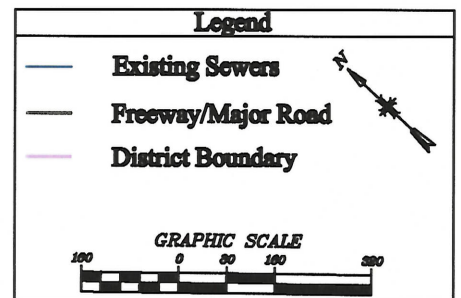 Legend
Existing Sewers
N
Freeway/Major Road
District Boundary
GRAPHIC SCALE
160 0 80 160 320